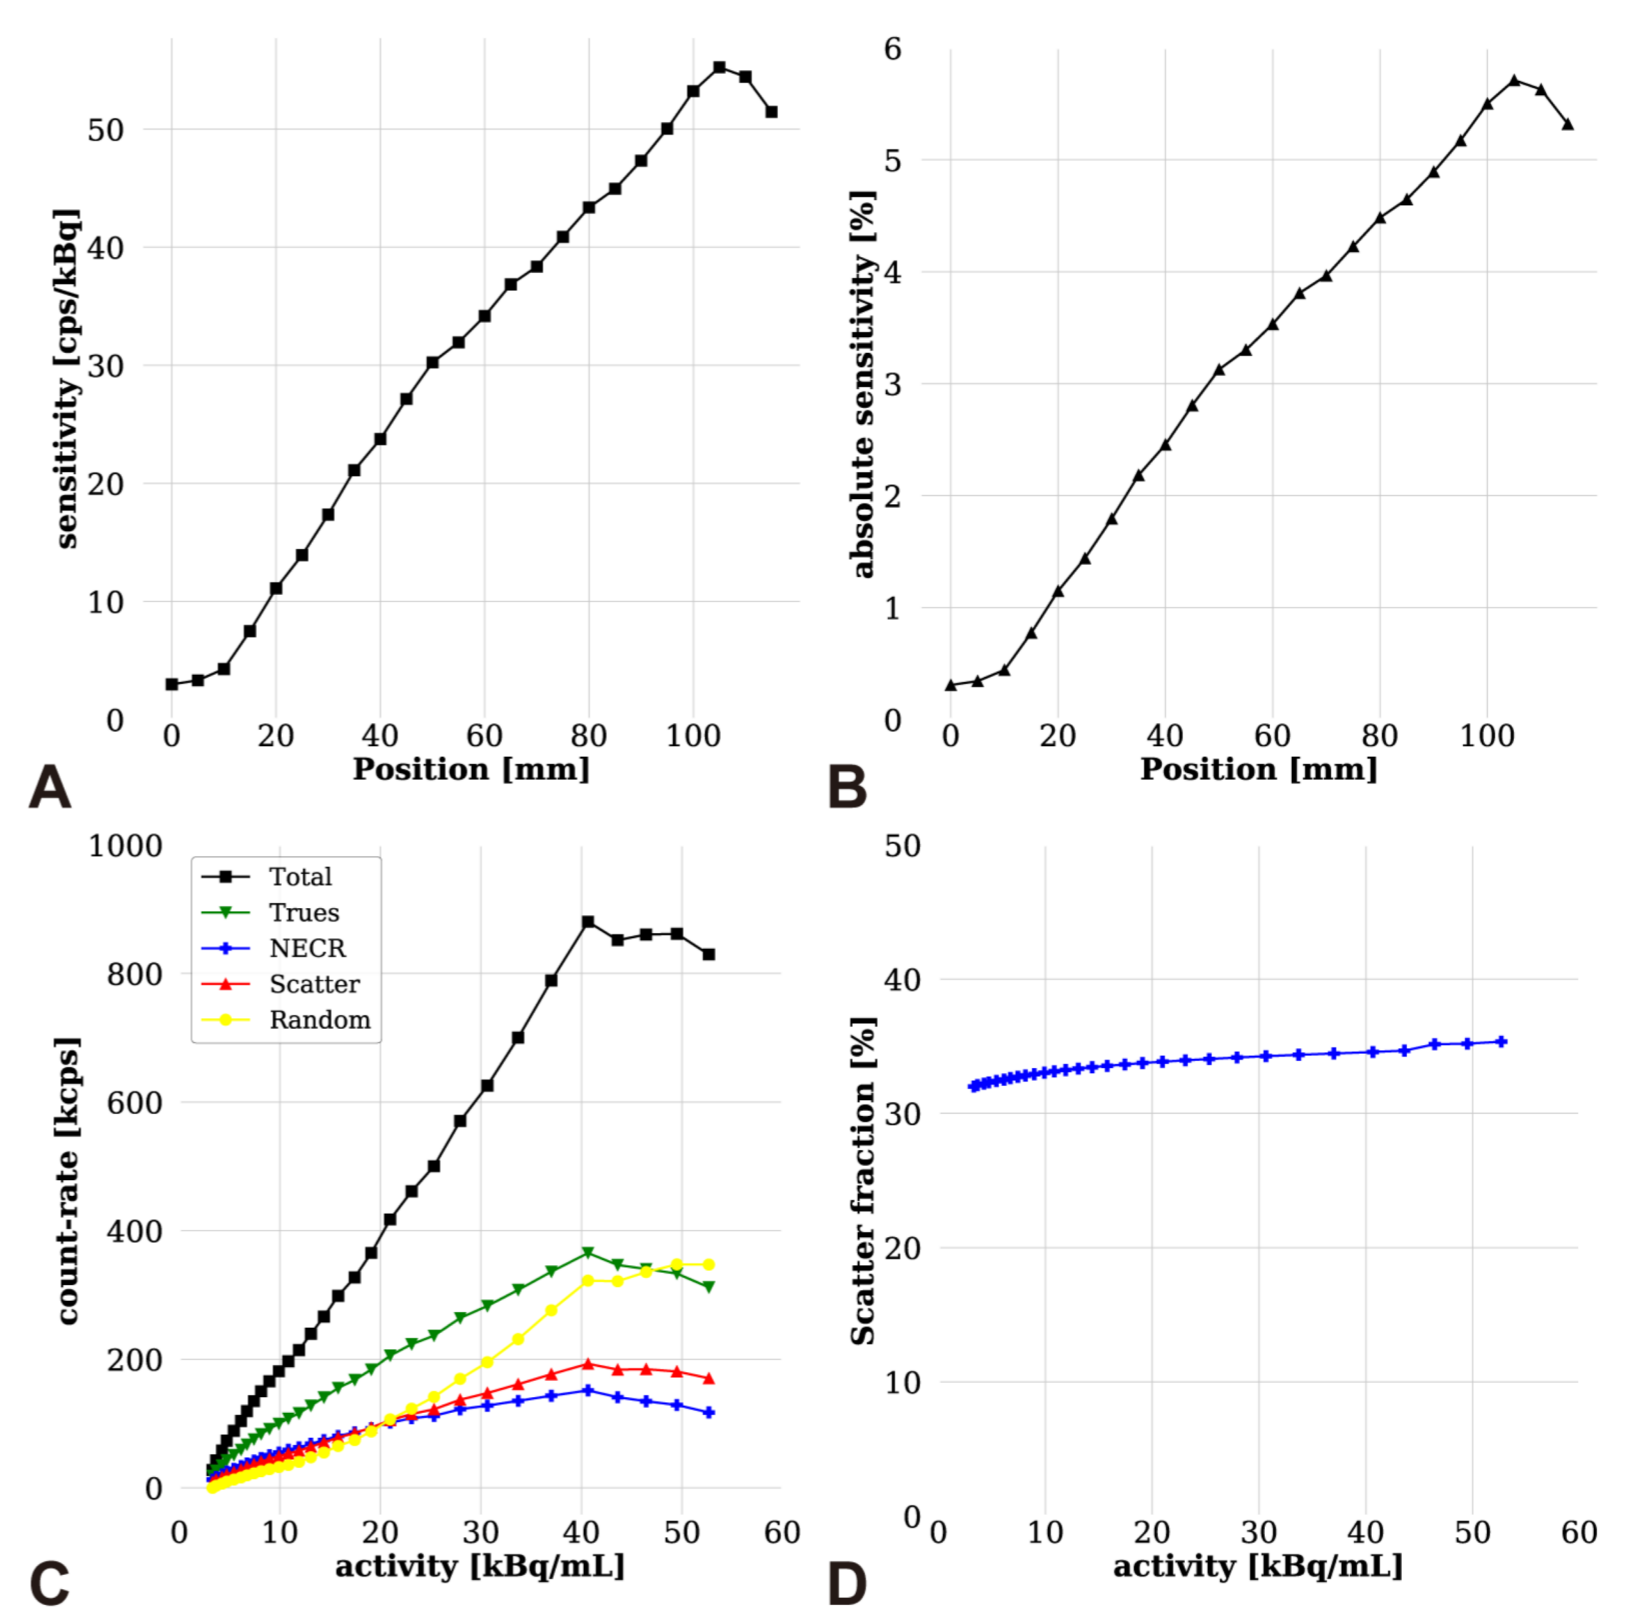 sensitivity [cps/kBq]
50
40
30
20
10
0
0 20 40 60 80 100
Position [mm]
A
absolute sensitivity [%]
6
5
4
3
2
1
0
0 20 40 60 80 100
Position [mm]
B
count-rate [kcps]
1000
800
600
400
200
0
Total
Trues
NECR
Scatter
Random
0 10 20 30 40 50 60
activity [kBq/mL]
C
Scatter fraction [%]
50
40
30
20
10
0
0 10 20 30 40 50 60
activity [kBq/mL]
D